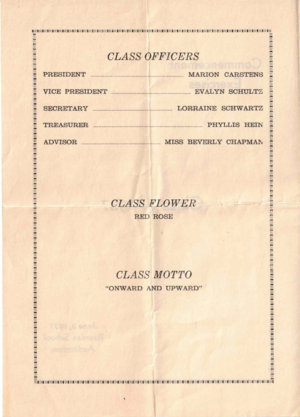 CLASS OFFICERS
PRESIDENT MARION CARSTENS
VICE PRESIDENT EVALYN SCHULTZ
SECRETARY LORRAINE SCHWARTZ
TREASURER PHYLLIS HEIN
ADVISOR MISS BEVERLY CHAPMAN
CLASS FLOWER
RED ROSE
CLASS MOTTO
"ONWARD AND UPWARD"